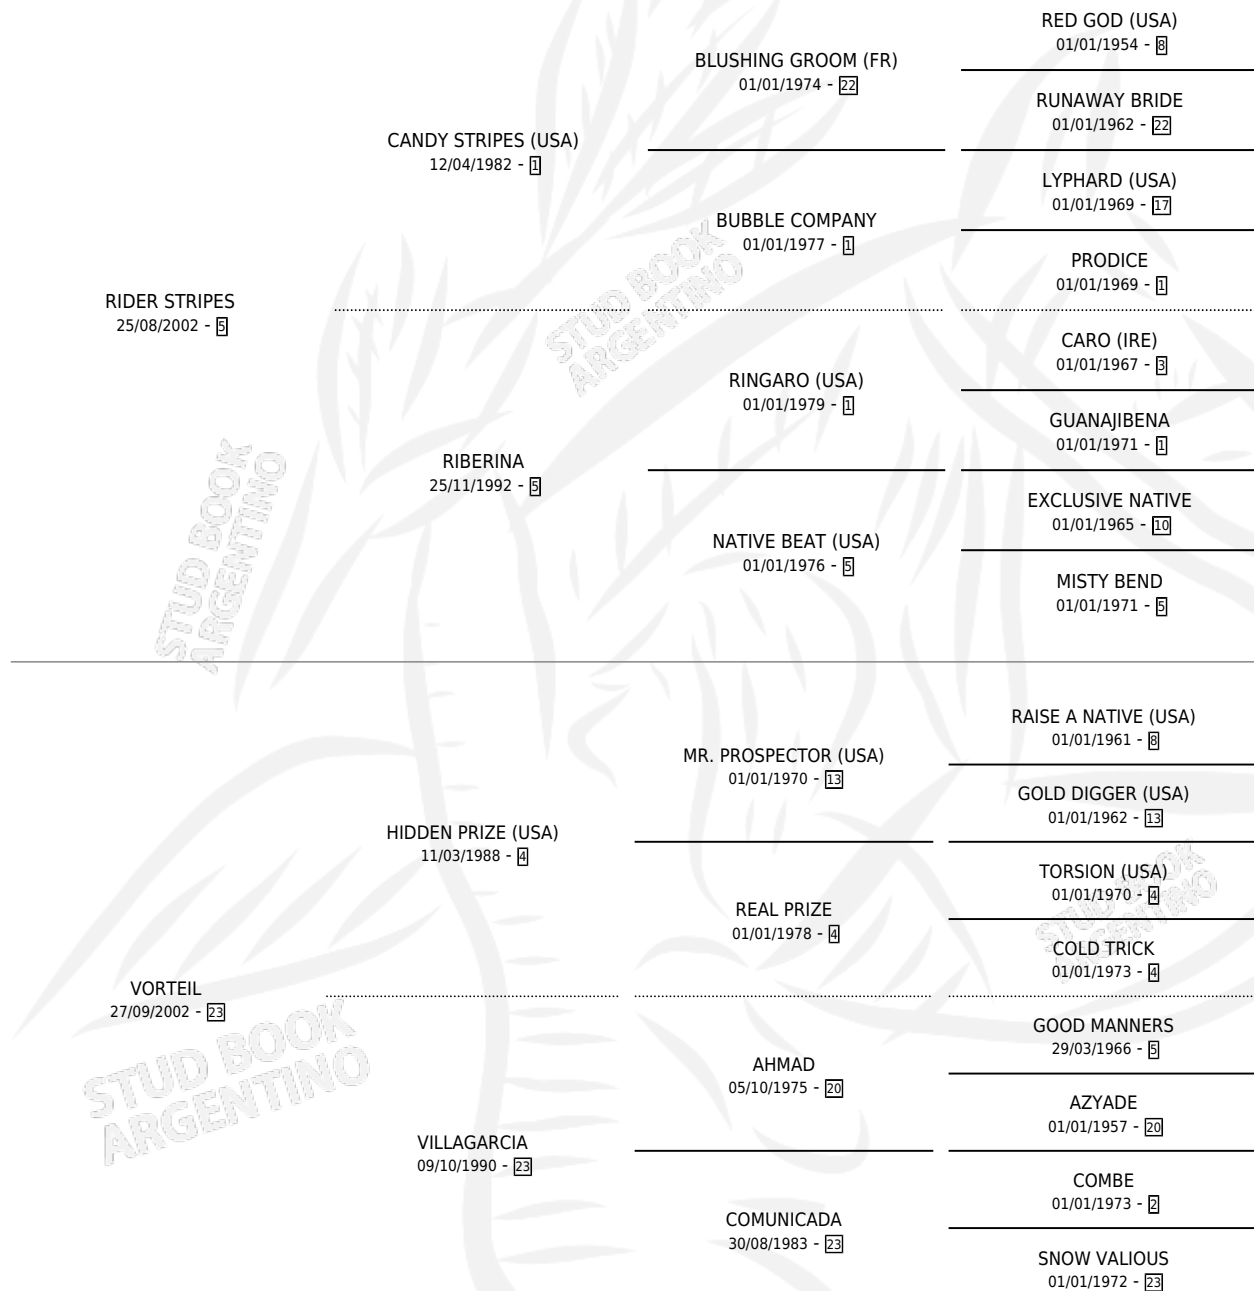 RED GOD (USA)
01/01/1954 - 8
BLUSHING GROOM (FR)
01/01/1974 - 22
RUNAWAY BRIDE
01/01/1962 - 22
CANDY STRIPES (USA)
12/04/1982 - 1
LYPHARD (USA)
01/01/1969 - 17
BUBBLE COMPANY
01/01/1977 - 1
PRODICE
01/01/1969 - 1
RIDER STRIPES
25/08/2002 - 5
CARO (IRE)
01/01/1967 - 3
RINGARO (USA)
01/01/1979 - 1
GUANAJIBENA
01/01/1971 - 1
RIBERINA
25/11/1992 - 5
EXCLUSIVE NATIVE
01/01/1965 - 10
NATIVE BEAT (USA)
01/01/1976 - 5
MISTY BEND
01/01/1971 - 5
RAISE A NATIVE (USA)
01/01/1961 - 8
MR. PROSPECTOR (USA)
01/01/1970 - 13
GOLD DIGGER (USA)
01/01/1962 - 13
HIDDEN PRIZE (USA)
11/03/1988 - 4
TORSION (USA)
01/01/1970 - 4
REAL PRIZE
01/01/1978 - 4
COLD TRICK
01/01/1973 - 4
VORTEIL
27/09/2002 - 23
GOOD MANNERS
29/03/1966 - 5
AHMAD
05/10/1975 - 20
AZYADE
01/01/1957 - 20
VILLAGARCIA
09/10/1990 - 23
COMBE
01/01/1973 - 2
COMUNICADA
30/08/1983 - 23
SNOW VALIOUS
01/01/1972 - 23
STUD BOOK
ARGENTINO
STUD BOOK
ARGENTINO
STUD BOOK
ARGENTINO
STUD BOOK
ARGENTINO